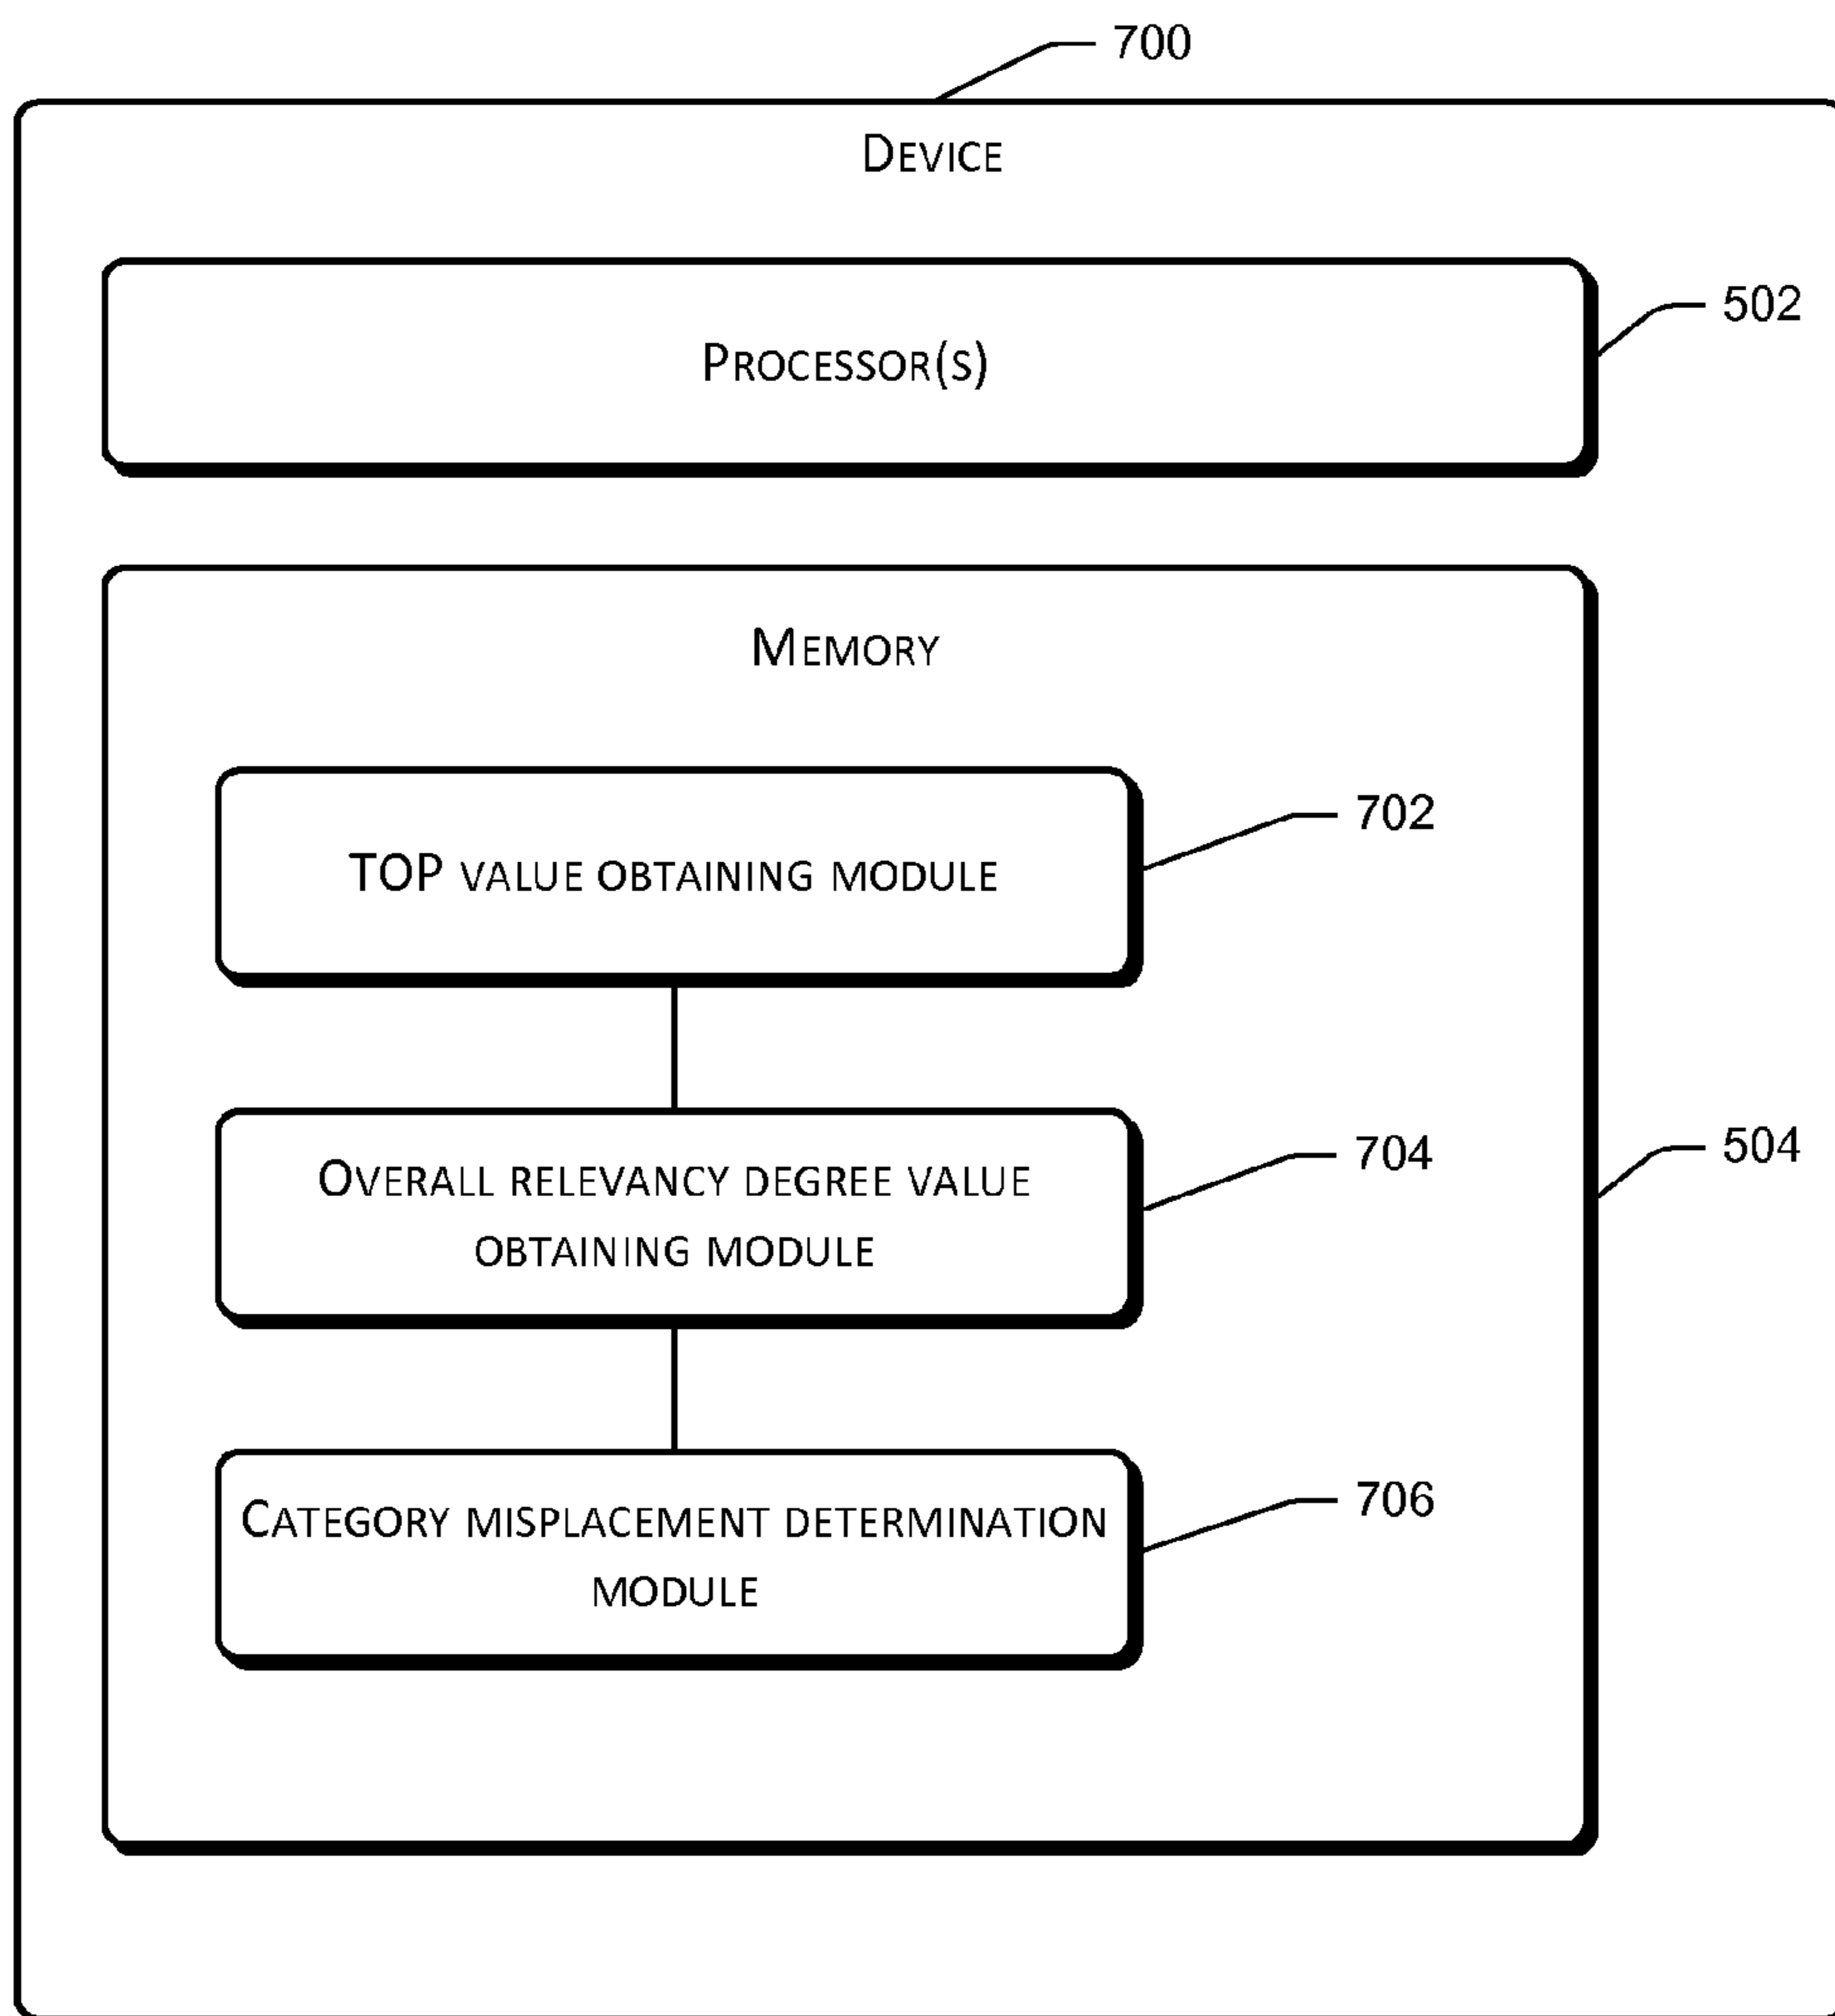 700
DEVICE
PROCESSOR(S)
502
MEMORY
TOP VALUE OBTAINING MODULE
702
OVERALL RELEVANCY DEGREE VALUE
OBTAINING MODULE
704
504
CATEGORY MISPLACEMENT DETERMINATION
MODULE
706